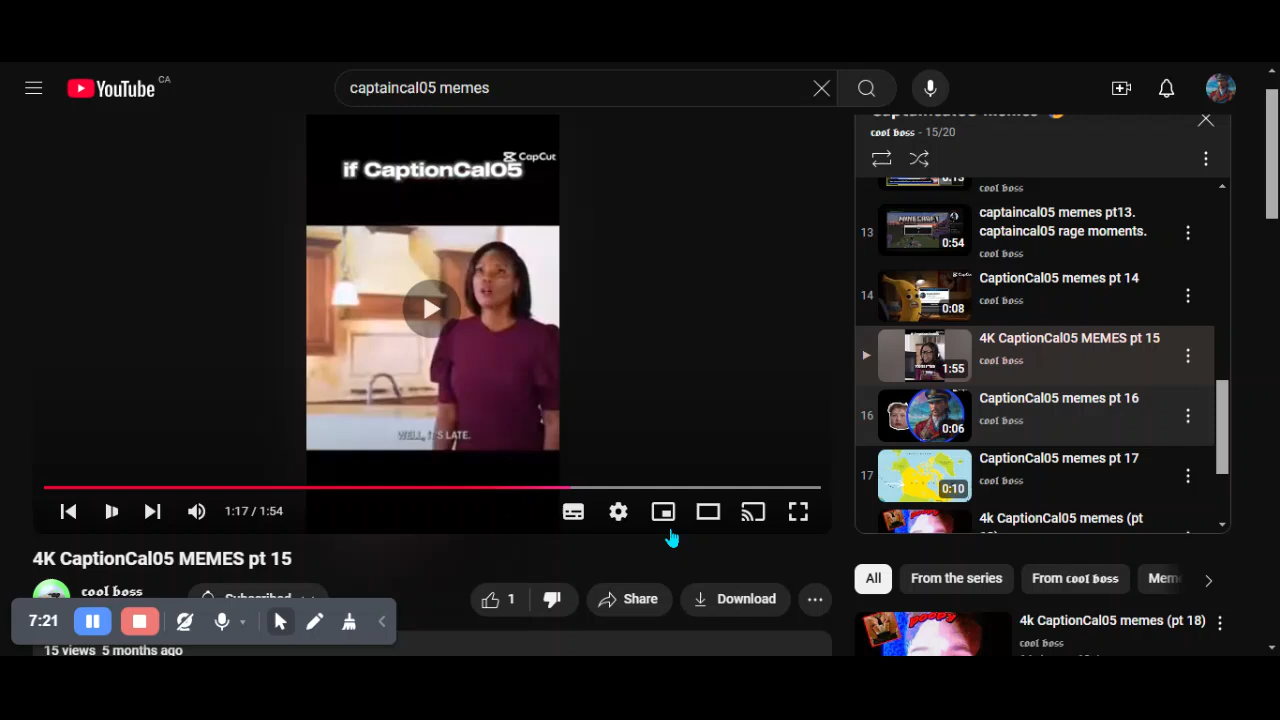 YouTube CA
captaincal05 memes
CapCut
if CaptionCal05
WELL, IT'S LATE.
1:17 / 1:54
4K CaptionCal05 MEMES pt 15
cool boss
Subscribed
1
Share
Download
7:21
15 views 5 months ago
cool boss - 15/20
0:13
cool boss
13
captaincal05 memes pt13.
captaincal05 rage moments.
MINECRAFT
0:54
cool boss
14
CaptionCal05 memes pt 14
0:08
cool boss
4K CaptionCal05 MEMES pt 15
1:55
cool boss
16
CaptionCal05 memes pt 16
0:06
cool boss
17
CaptionCal05 memes pt 17
0:10
cool boss
4k CaptionCal05 memes (pt
All
From the series
From cool boss
Mem
4k CaptionCal05 memes (pt 18)
cool boss